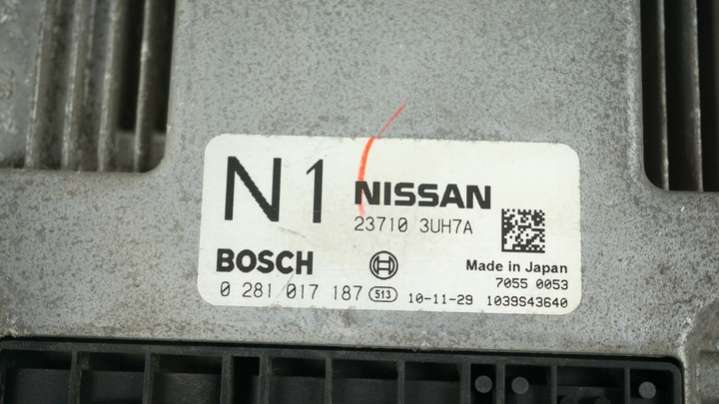 N1 NISSAN
23710 3UH7A
BOSCH
Made in Japan
7055 0053
0 281 017 187 513 10-11-29 1039S43640